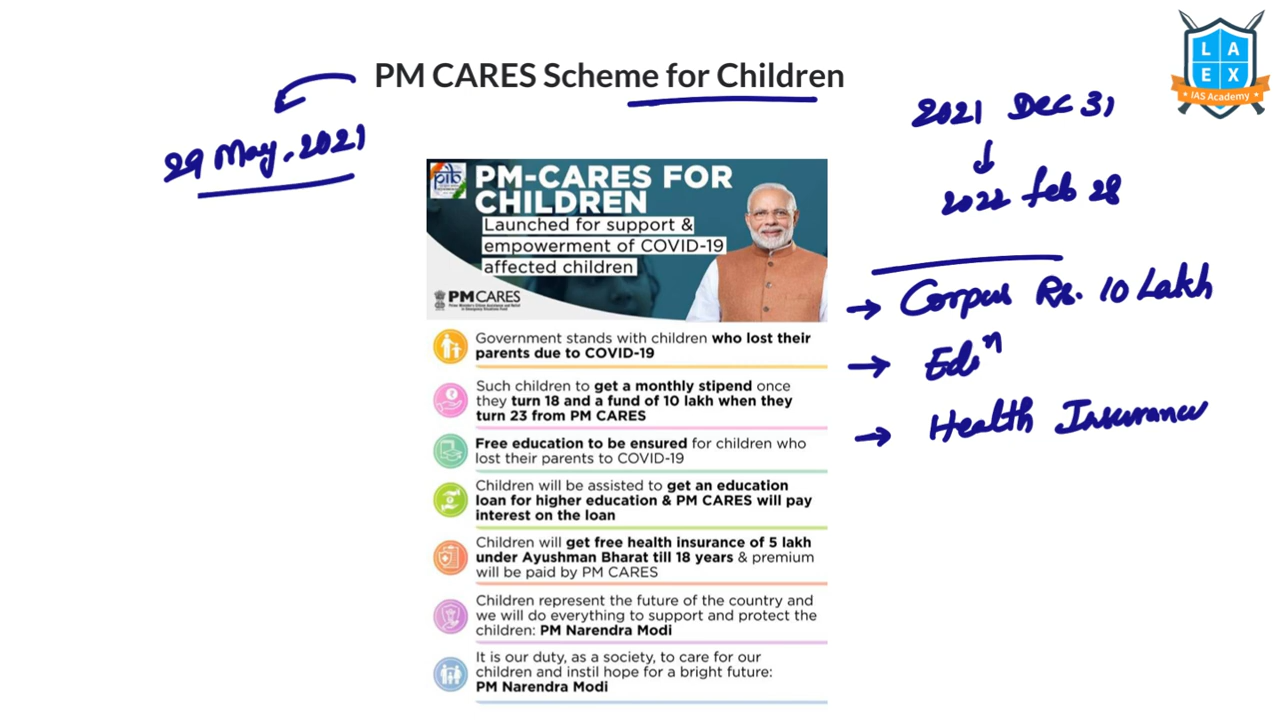 PM CARES Scheme for Children
L A
E X
IAS Academy
29 May, 2021
2021 Dec 31
2022 Feb 28
pib
PM-CARES FOR
CHILDREN
Launched for support &
empowerment of COVID-19
affected children
PMCARES
Government stands with children who lost their
parents due to COVID-19
Such children to get a monthly stipend once
they turn 18 and a fund of 10 lakh when they
turn 23 from PM CARES
Free education to be ensured for children who
lost their parents to COVID-19
Children will be assisted to get an education
loan for higher education & PM CARES will pay
interest on the loan
Children will get free health insurance of 5 lakh
under Ayushman Bharat till 18 years & premium
will be paid by PM CARES
Children represent the future of the country and
we will do everything to support and protect the
children: PM Narendra Modi
It is our duty, as a society, to care for our
children and instil hope for a bright future:
PM Narendra Modi
→ Corpus Rs. 10 Lakh
→ Edun
→ Health Insurance